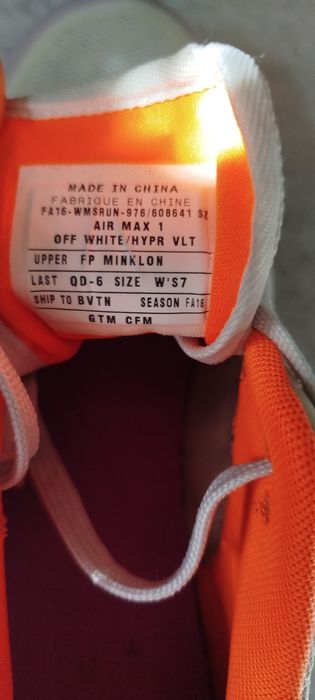 MADE IN CHINA
FABRIQUE EN CHINE
FA16-WMSRUN-976/608641 SZ
AIR MAX 1
OFF WHITE/HYPR VLT
UPPER FP MINKLON
LAST QD-6 SIZE W'S7
SHIP TO BVTN SEASON FA16
GTM CFM